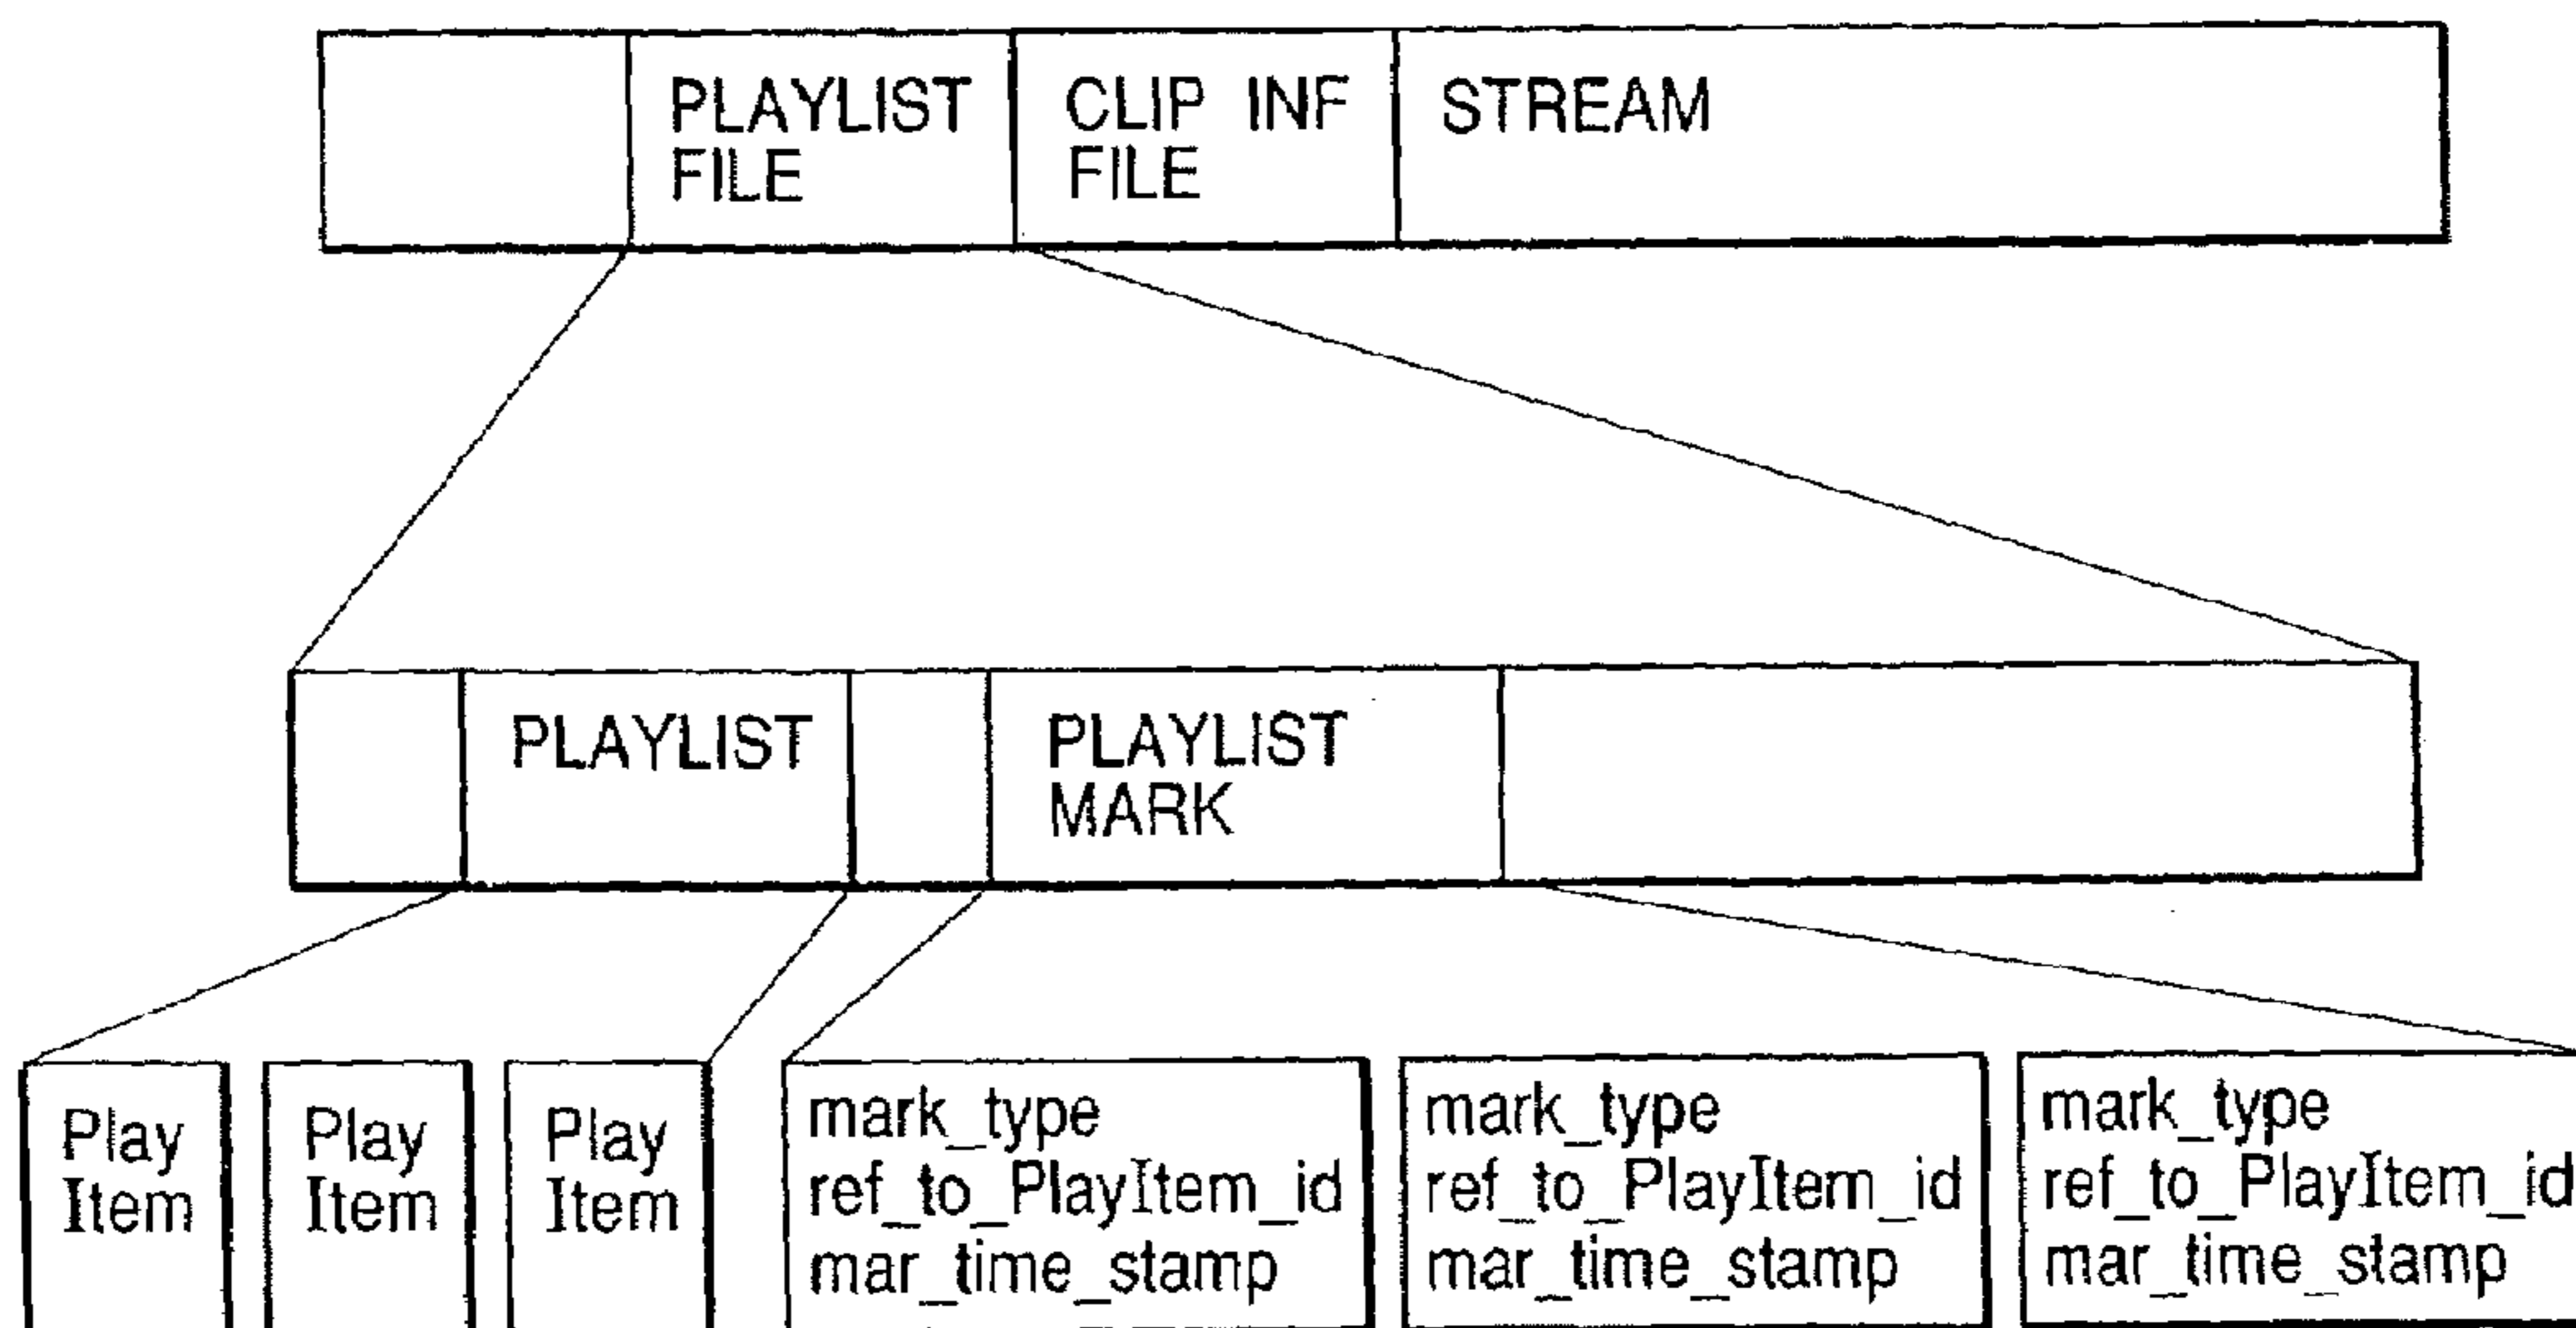 PLAYLIST
FILE
CLIP INF
FILE
STREAM
PLAYLIST
PLAYLIST
MARK
Play
Item
Play
Item
Play
Item
mark_type
ref_to_PlayItem_id
mar_time_stamp
mark_type
ref_to_PlayItem_id
mar_time_stamp
mark_type
ref_to_PlayItem_id
mar_time_stamp